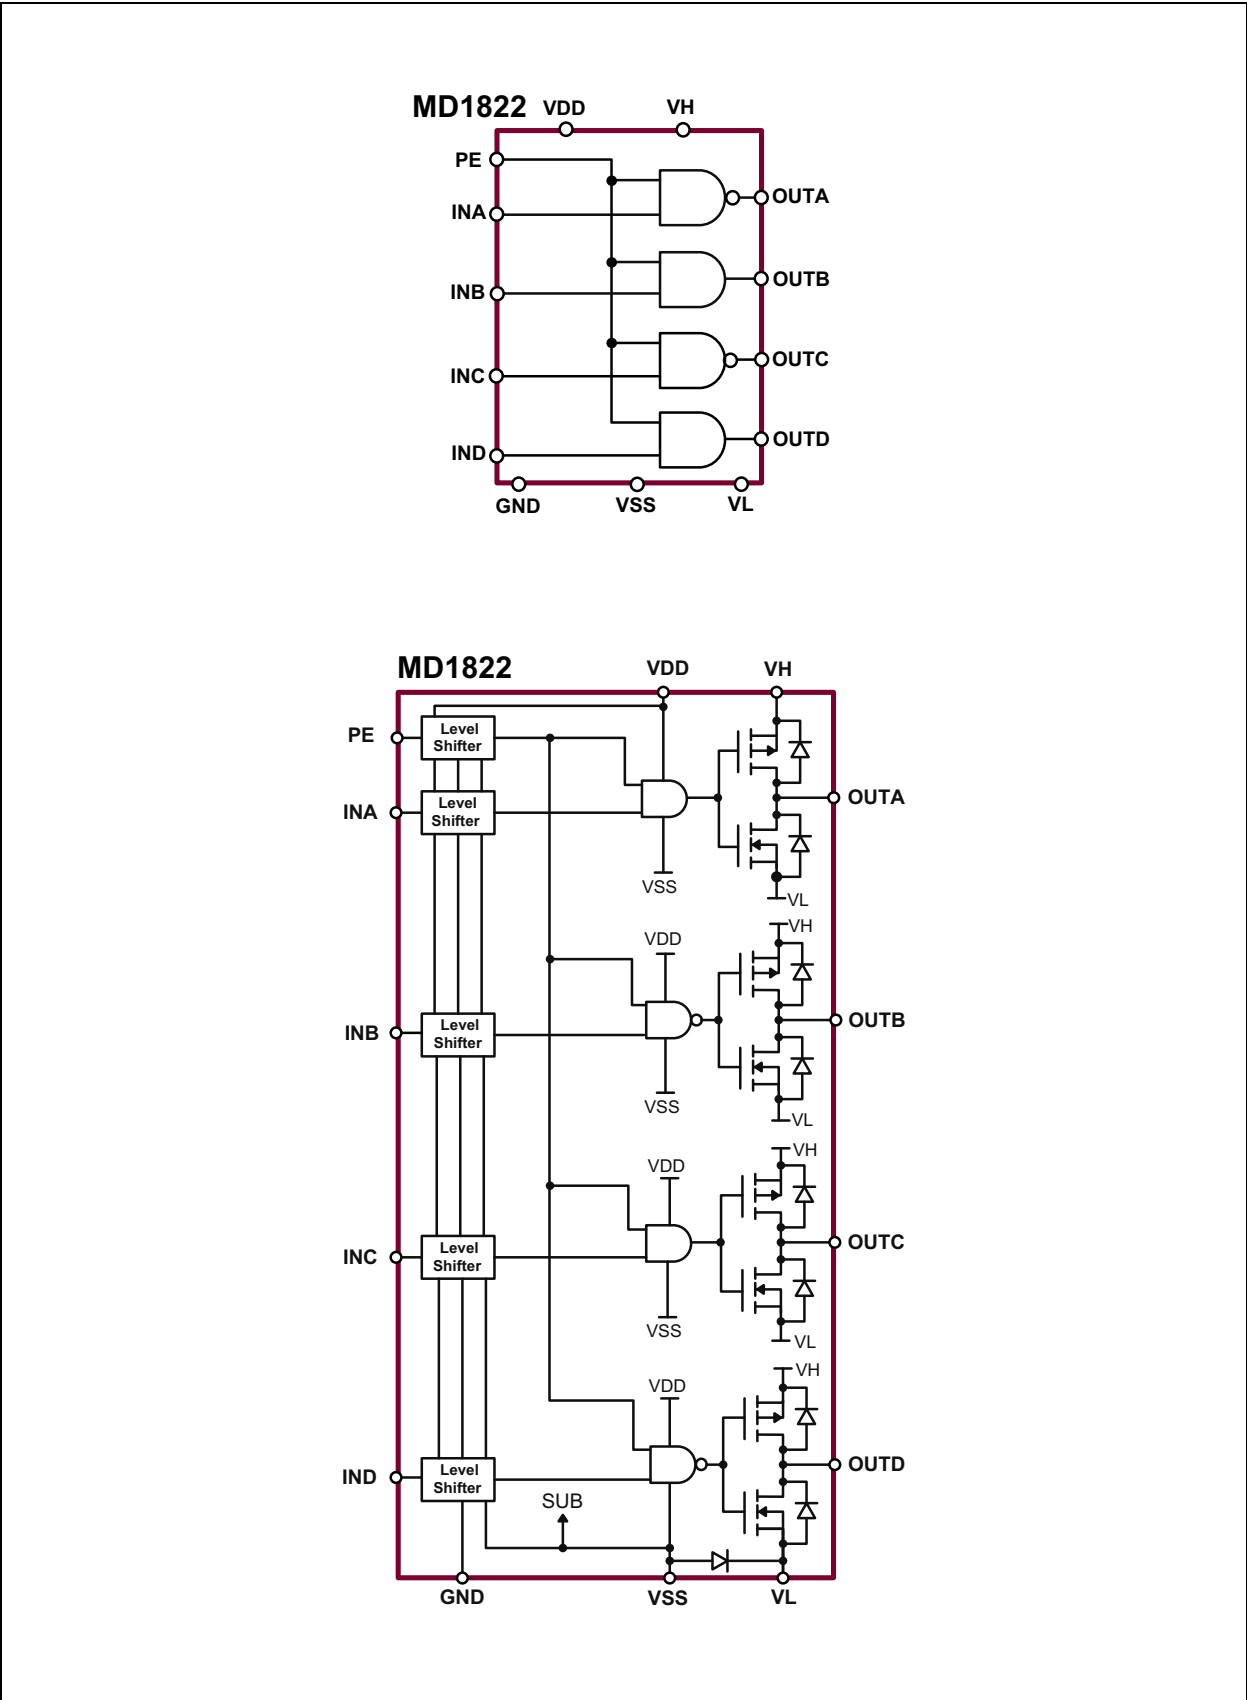 MD1822 VDD VH
PE
INA OUTA
INB OUTB
INC OUTC
IND OUTD
GND VSS VL
MD1822 VDD VH
PE Level
Shifter
INA Level
Shifter OUTA
VSS
VL
VH
VDD
INB Level
Shifter OUTB
VSS
VL
VH
VDD
INC Level
Shifter OUTC
VSS
VL
VH
VDD
IND Level
Shifter OUTD
SUB
GND VSS VL